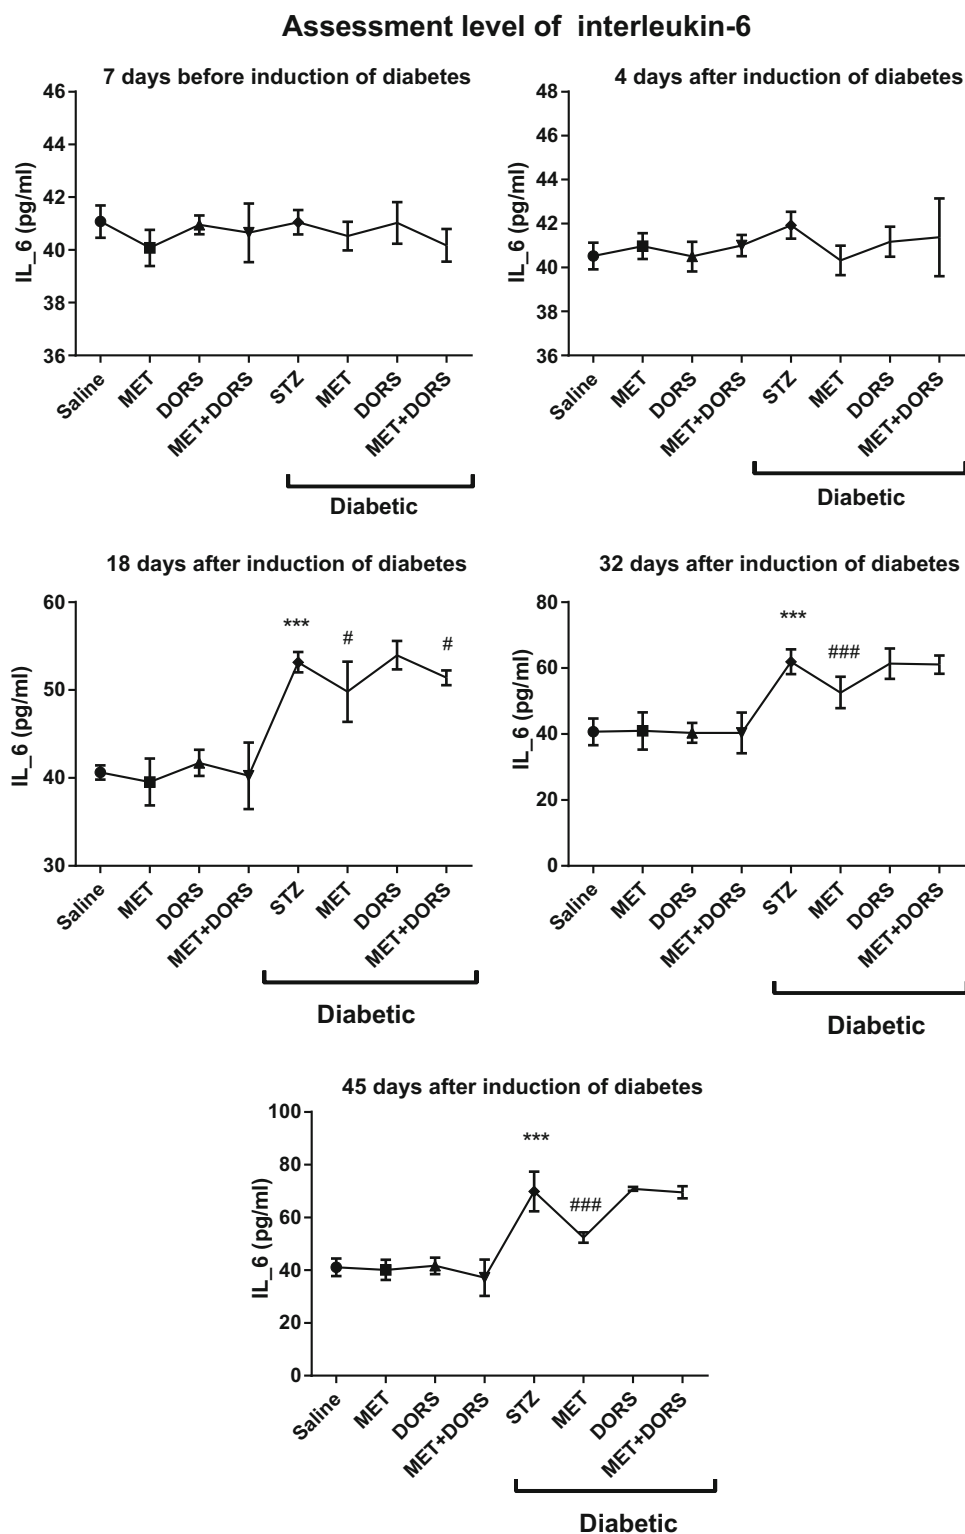 Assessment level of interleukin-6
7 days before induction of diabetes
IL_6 (pg/ml)
46
44
42
40
38
36
Saline
MET
DORS
MET+DORS
STZ
MET
DORS
MET+DORS
Diabetic
4 days after induction of diabetes
IL_6 (pg/ml)
48
46
44
42
40
38
36
Saline
MET
DORS
MET+DORS
STZ
MET
DORS
MET+DORS
Diabetic
18 days after induction of diabetes
IL_6 (pg/ml)
60
50
40
30
***
#
#
Saline
MET
DORS
MET+DORS
STZ
MET
DORS
MET+DORS
Diabetic
32 days after induction of diabetes
IL_6 (pg/ml)
80
60
40
20
0
***
###
Saline
MET
DORS
MET+DORS
STZ
MET
DORS
MET+DORS
Diabetic
45 days after induction of diabetes
IL_6 (pg/ml)
100
80
60
40
20
0
***
###
Saline
MET
DORS
MET+DORS
STZ
MET
DORS
MET+DORS
Diabetic